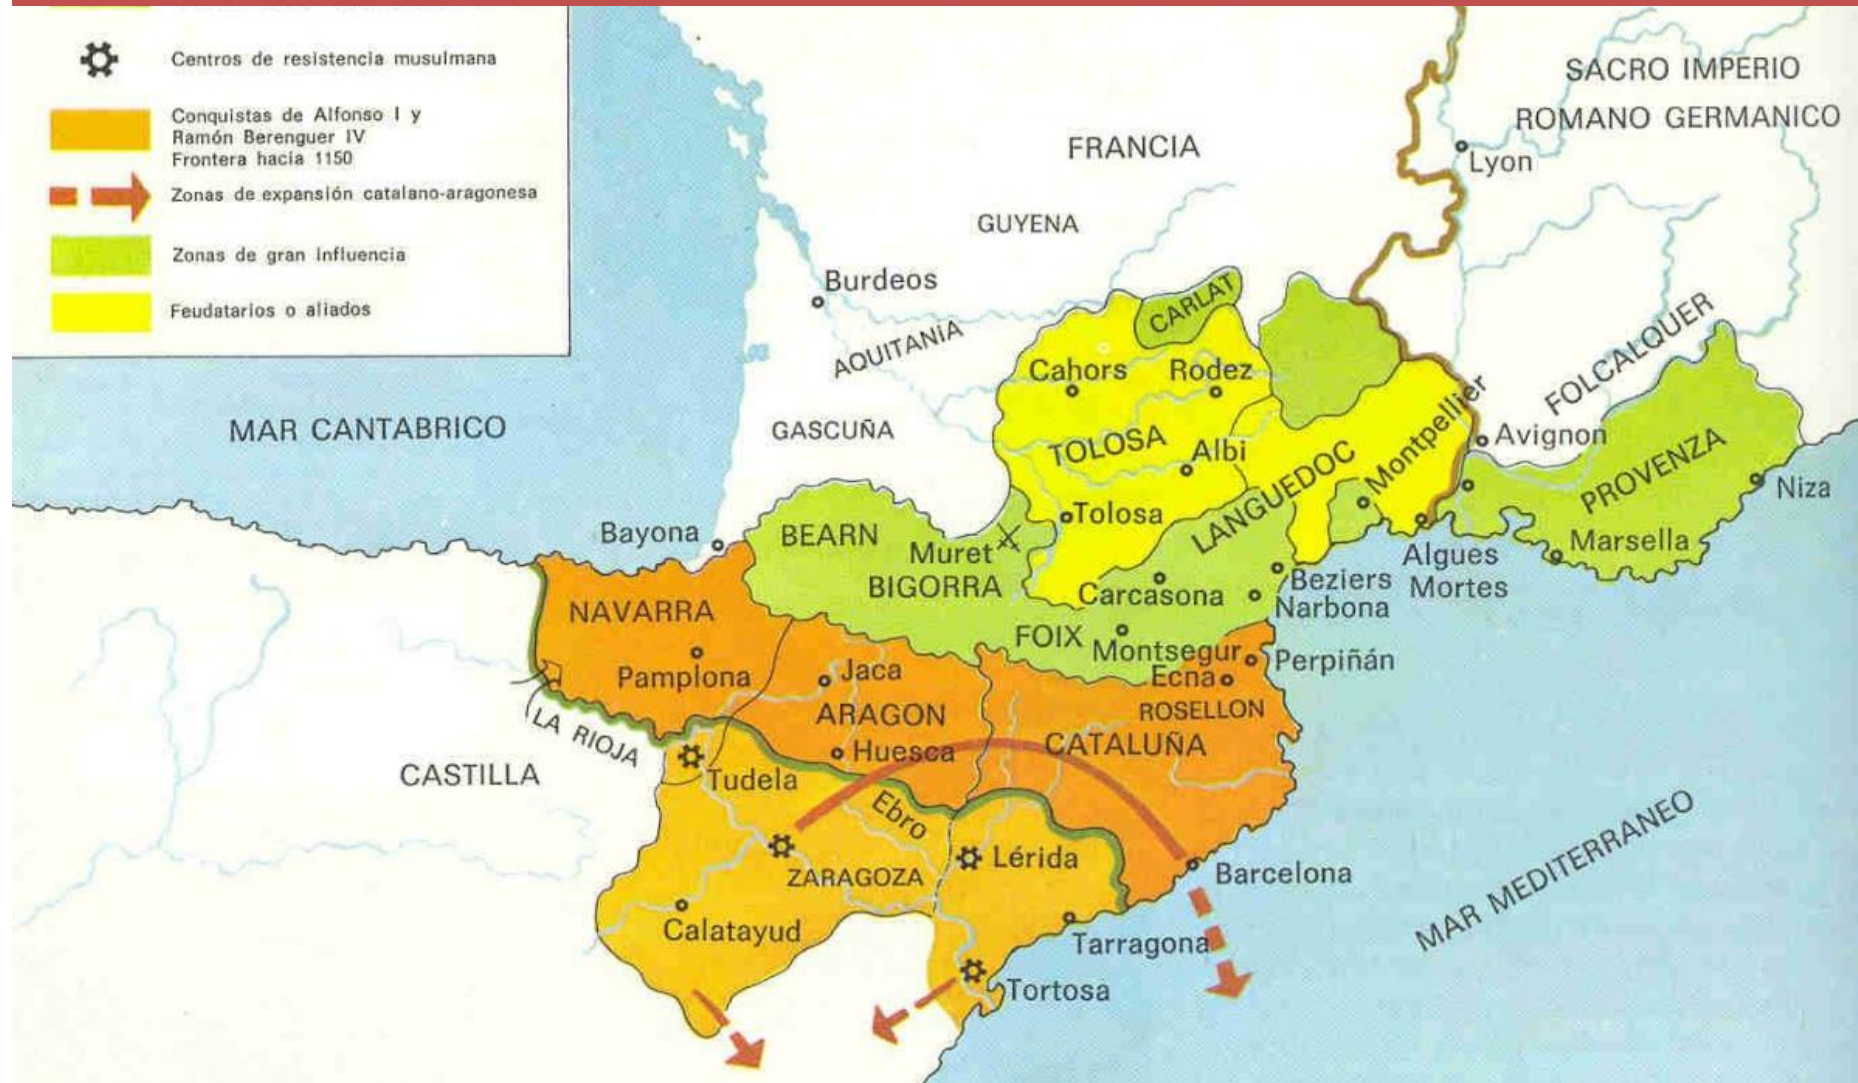 Centros de resistencia musulmana
Conquistas de Alfonso I y
Ramón Berenguer IV
Frontera hacia 1150
Zonas de expansión catalano-aragonesa
Zonas de gran influencia
Feudatarios o aliados
SACRO IMPERIO
ROMANO GERMANICO
FRANCIA
Lyon
GUYENA
Burdeos
CARLAT
AQUITANIA
FOLCALQUER
Cahors
Rodez
MAR CANTABRICO
GASCUÑA
TOLOSA
Albi
LANGUEDOC
Montpellier
Avignon
PROVENZA
Niza
Tolosa
Bayona
BEARN
Muret
BIGORRA
Marsella
Algues
Mortes
Carcasona
Beziers
Narbona
NAVARRA
FOIX
Montsegur
Perpiñán
Pamplona
Jaca
Ecna
ARAGON
ROSELLON
LA RIOJA
Huesca
CATALUÑA
CASTILLA
Tudela
Ebro
Lérida
ZARAGOZA
Barcelona
MAR MEDITERRANEO
Calatayud
Tarragona
Tortosa